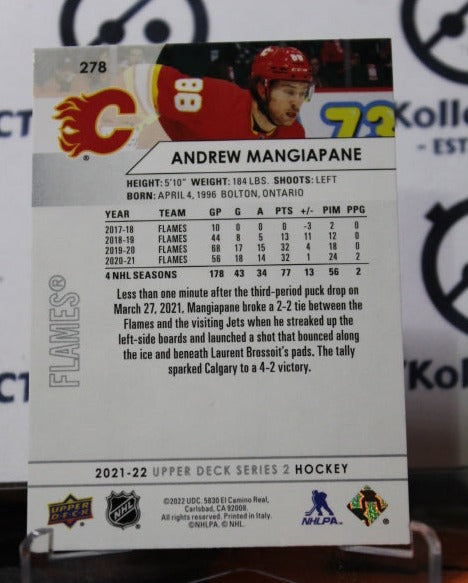 278
88
88
C
®
73
CT
Kolle
- EST
ANDREW MANGIAPANE
HEIGHT: 5'10" WEIGHT: 184 LBS. SHOOTS: LEFT
BORN: APRIL 4, 1996 BOLTON, ONTARIO
YEAR TEAM GP G A PTS +/- PIM PPG
2017-18 FLAMES 10 0 0 0 -3 2 0
2018-19 FLAMES 44 8 5 13 11 12 0
2019-20 FLAMES 68 17 15 32 4 18 0
2020-21 FLAMES 56 18 14 32 1 24 2
4 NHL SEASONS 178 43 34 77 13 56 2
FLAMES®
Less than one minute after the third-period puck drop on
March 27, 2021, Mangiapane broke a 2-2 tie between the
Flames and the visiting Jets when he streaked up the
left-side boards and launched a shot that bounced along
the ice and beneath Laurent Brossoit's pads. The tally
sparked Calgary to a 4-2 victory.
/Kol
2021-22 UPPER DECK SERIES 2 HOCKEY
UPPER
DECK
NHL
©2022 UDC. 5830 El Camino Real,
Carlsbad, CA 92008.
All rights reserved. Printed in Italy.
©NHLPA. © NHL.
NHLPA